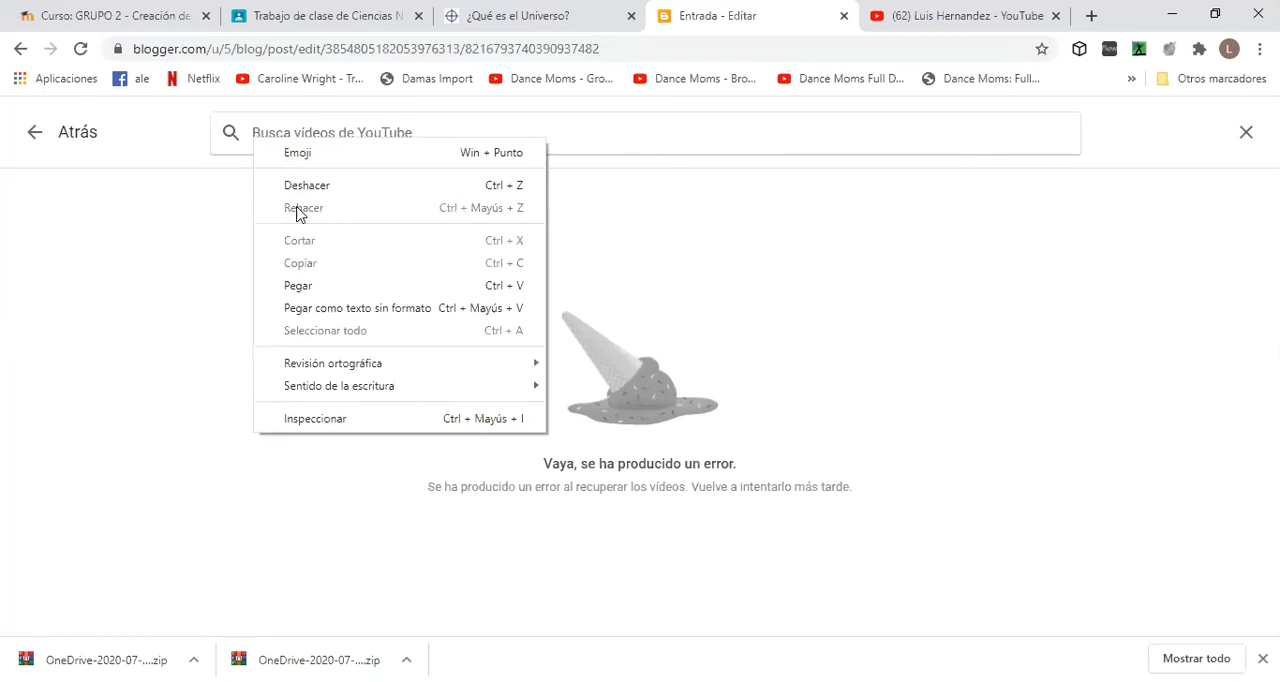 Curso: GRUPO 2 - Creación de
Trabajo de clase de Ciencias N
¿Qué es el Universo?
Entrada - Editar
(62) Luis Hernandez - YouTube
blogger.com/u/5/blog/post/edit/3854805182053976313/8216793740390937482
new
L
Aplicaciones
ale
Netflix
Caroline Wright - Tr...
Damas Import
Dance Moms - Gro...
Dance Moms - Bro...
Dance Moms Full D...
Dance Moms: Full...
»
Otros marcadores
Atrás
Busca vídeos de YouTube
Emoji Win + Punto
Deshacer Ctrl + Z
Rehacer Ctrl + Mayús + Z
Cortar Ctrl + X
Copiar Ctrl + C
Pegar Ctrl + V
Pegar como texto sin formato Ctrl + Mayús + V
Seleccionar todo Ctrl + A
Revisión ortográfica
Sentido de la escritura
Inspeccionar Ctrl + Mayús + I
Vaya, se ha producido un error.
Se ha producido un error al recuperar los vídeos. Vuelve a intentarlo más tarde.
OneDrive-2020-07-....zip
OneDrive-2020-07-....zip
Mostrar todo